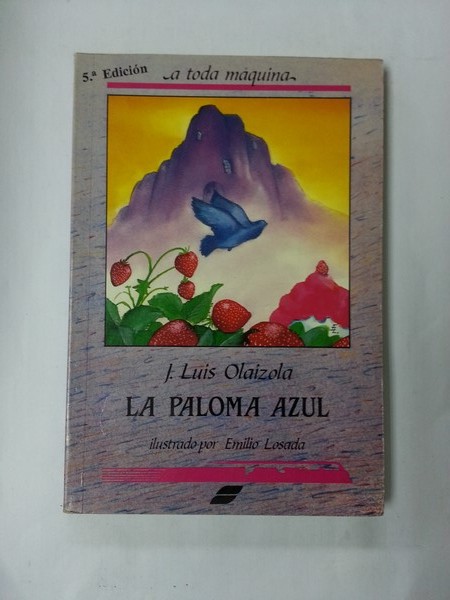 5.ª Edición
a toda máquina
J. Luis Olaizola
LA PALOMA AZUL
ilustrado por Emilio Losada